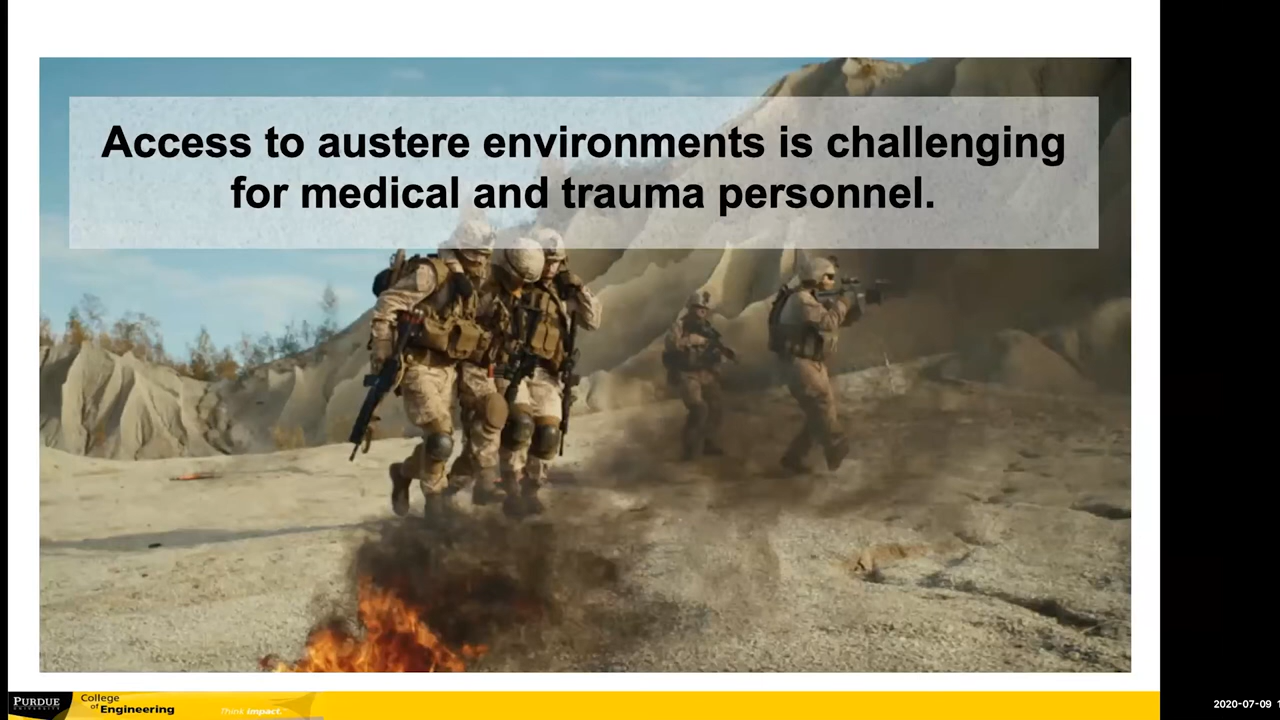 Access to austere environments is challenging
for medical and trauma personnel.
PURDUE
UNIVERSITY
College
of Engineering
Think impact.
2020-07-09